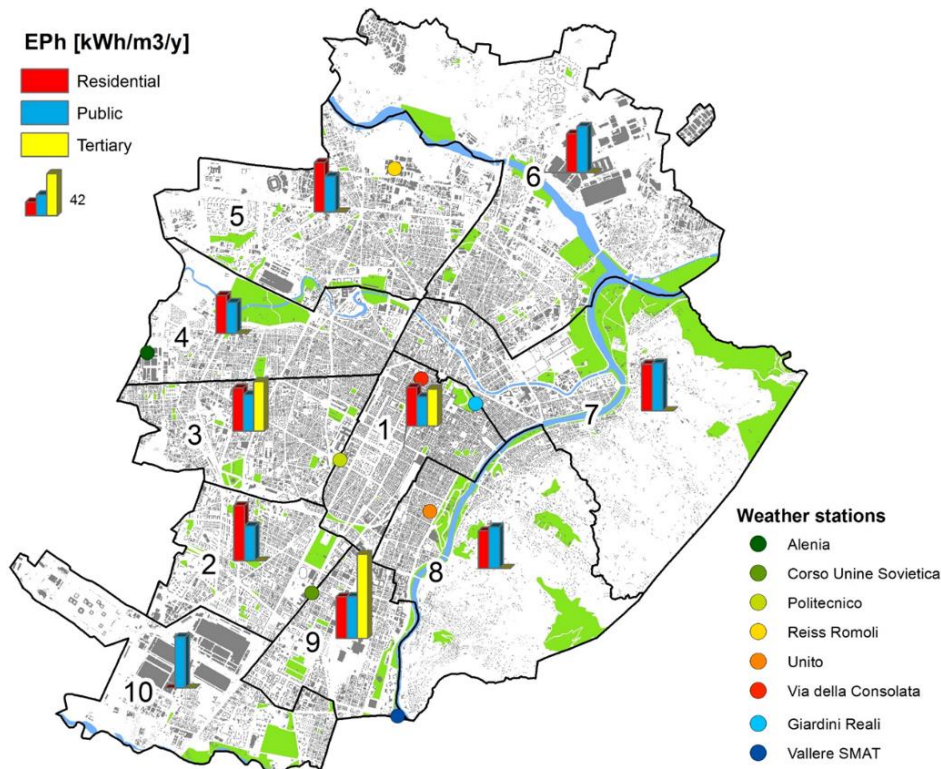 EPh [kWh/m3/y]
Residential
Public
Tertiary
42
6
5
4
3
1
7
2
8
9
10
Weather stations
Alenia
Corso Unine Sovietica
Politecnico
Reiss Romoli
Unito
Via della Consolata
Giardini Reali
Vallere SMAT